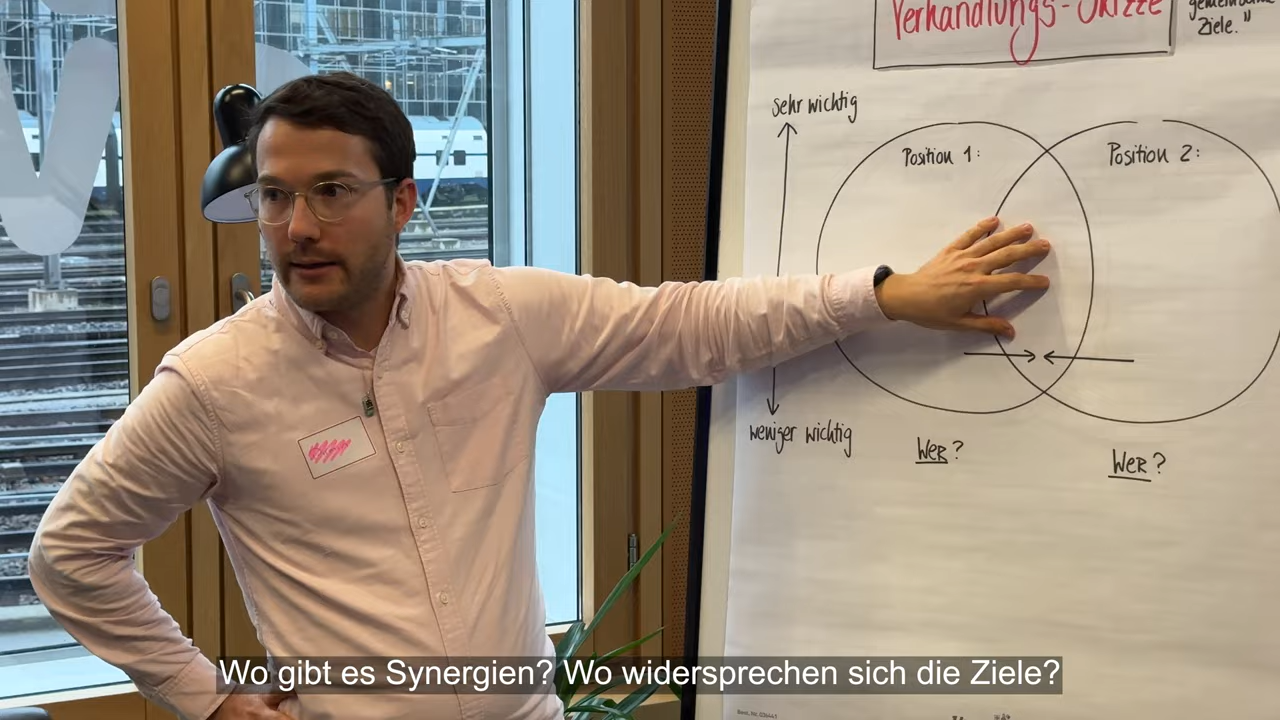 Verhandlungs-Skizze
gemeinsame
Ziele."
sehr wichtig
Position 1:
Position 2:
weniger wichtig
WER?
WER?
Wo gibt es Synergien? Wo widersprechen sich die Ziele?